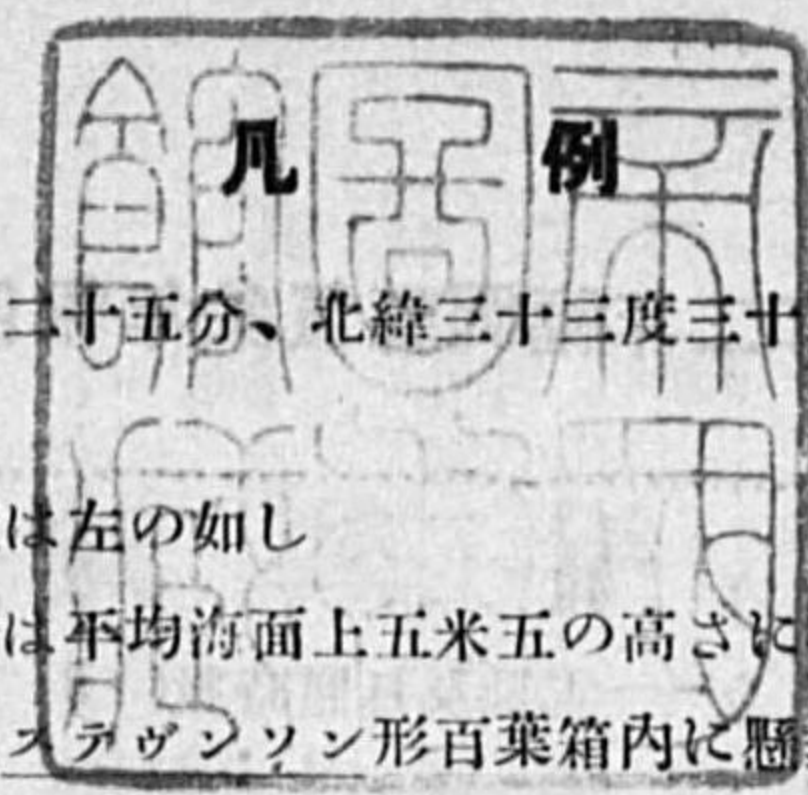 凡例
二十五分、北緯三十三度三十
は左の如し
は平均海面上五米五の高さに
ステヴンソン形百葉箱内に懸